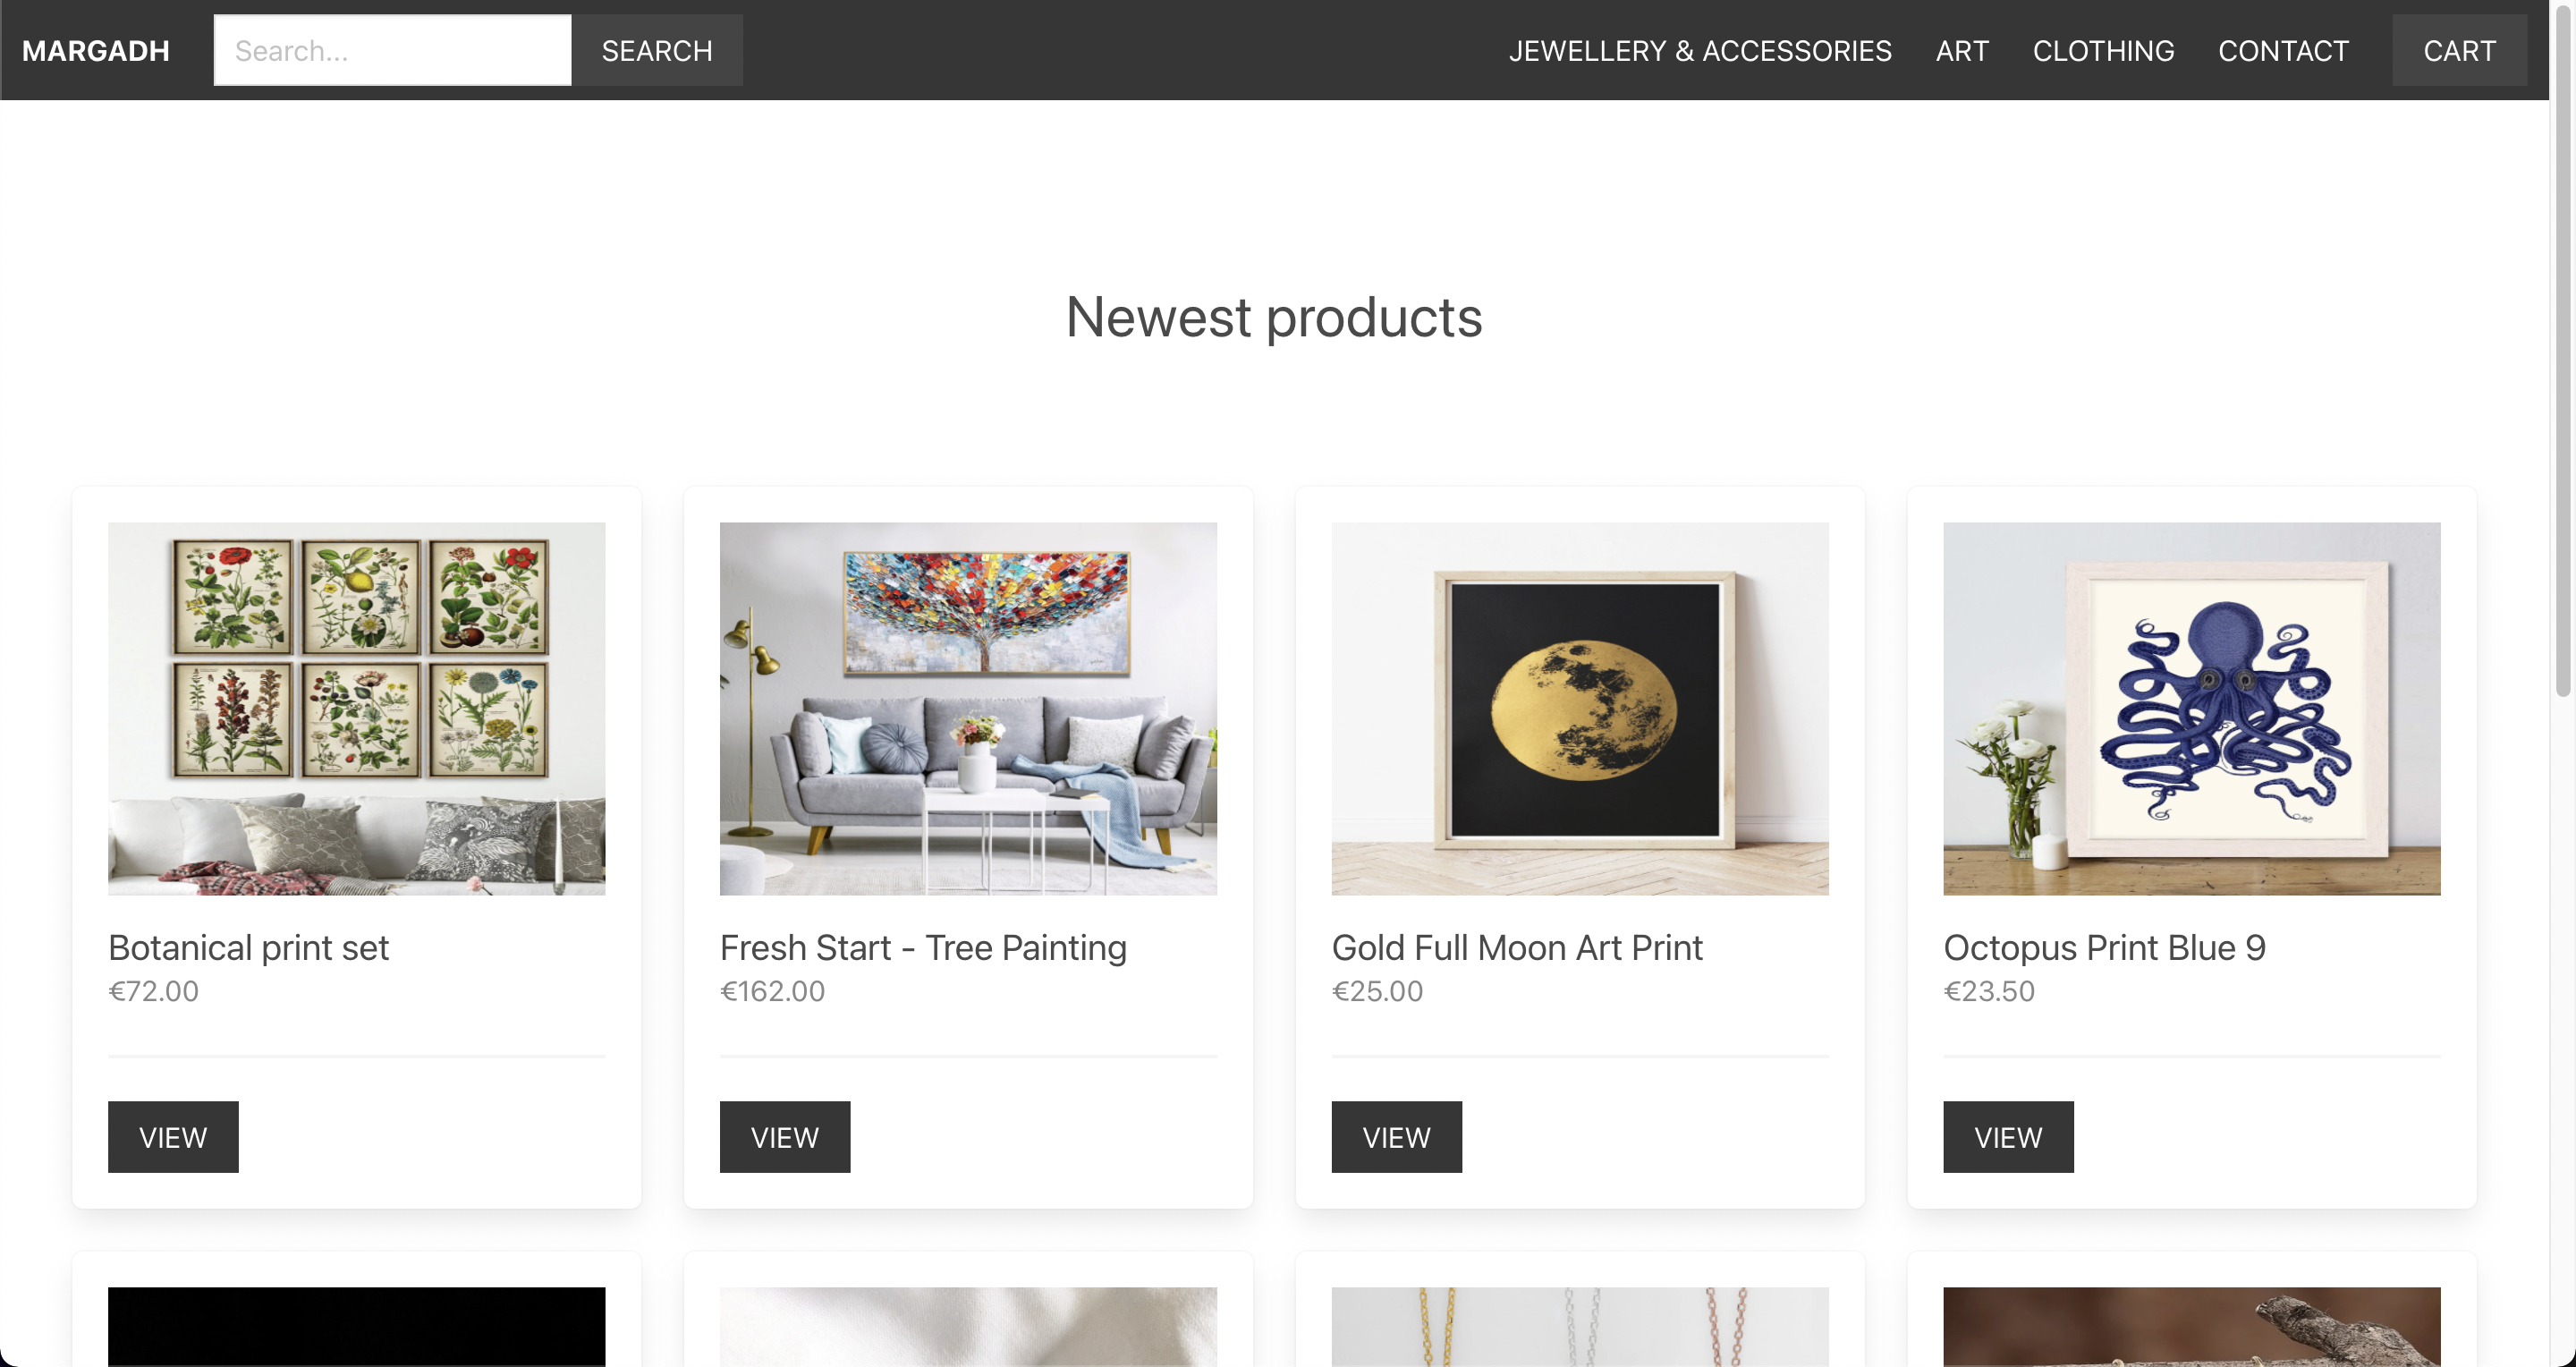 MARGADH
Search...
SEARCH
JEWELLERY & ACCESSORIES
ART
CLOTHING
CONTACT
CART
Newest products
Botanical print set
€72.00
VIEW
Fresh Start - Tree Painting
€162.00
VIEW
Gold Full Moon Art Print
€25.00
VIEW
Octopus Print Blue 9
€23.50
VIEW